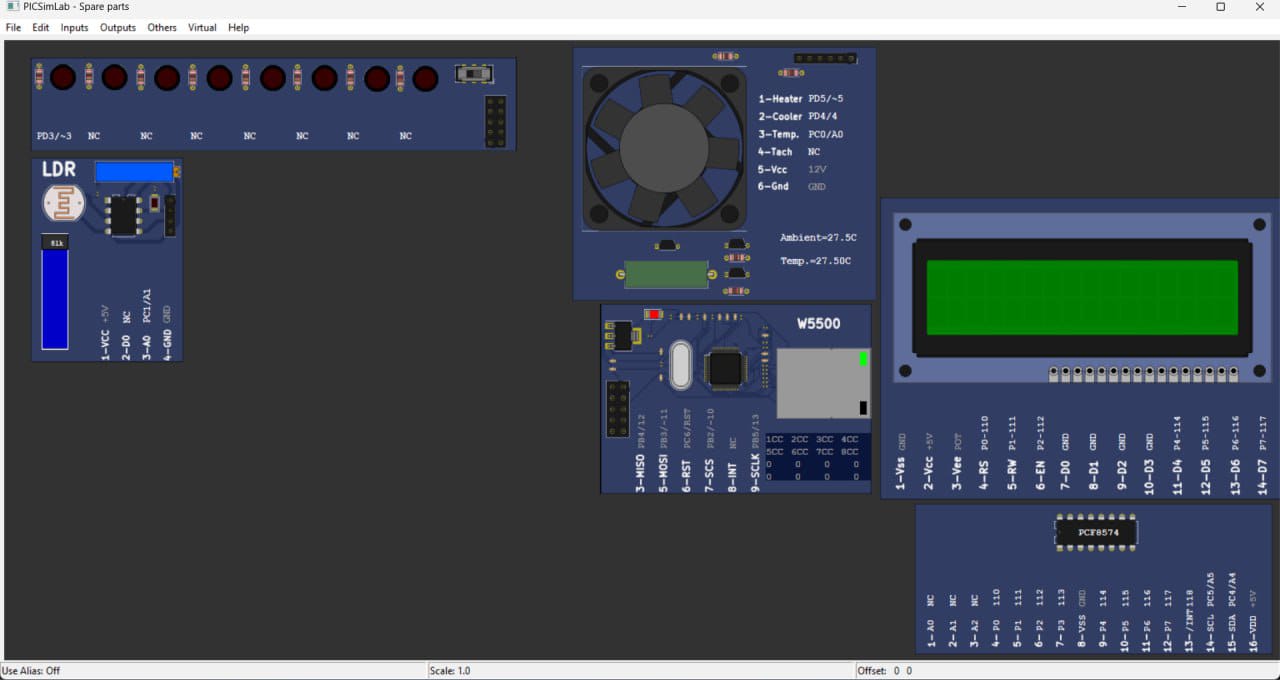 PICSimLab - Spare parts
File Edit Inputs Outputs Others Virtual Help
PD3/~3 NC NC NC NC NC NC NC
LDR
81k
1-VCC +5V
2-DO NC
3-AO PC1/A1
4-GND GND
1-Heater PD5/~5
2-Cooler PD4/4
3-Temp. PC0/A0
4-Tach NC
5-Vcc 12V
6-Gnd GND
Ambient=27.5C
Temp.=27.50C
W5500
3-MISO PB4/12
5-MOSI PB3/~11
6-RST PC6/RST
7-SCS PB2/~10
8-INT NC
9-SCLK PB5/13
1CC 2CC 3CC 4CC
5CC 6CC 7CC 8CC
0 0 0 0
0 0 0 0
1-Vss GND
2-Vcc +5V
3-Vee POT
4-RS P0-110
5-RW P1-111
6-EN P2-112
7-D0 GND
8-D1 GND
9-D2 GND
10-D3 GND
11-D4 P4-114
12-D5 P5-115
13-D6 P6-116
14-D7 P7-117
PCF8574
1-A0 NC
2-A1 NC
3-A2 NC
4-P0 110
5-P1 111
6-P2 112
7-P3 113
8-VSS GND
9-P4 114
10-P5 115
11-P6 116
12-P7 117
13-/INT118
14-SCL PC5/A5
15-SDA PC4/A4
16-VDD +5V
Use Alias: Off
Scale: 1.0
Offset: 0 0